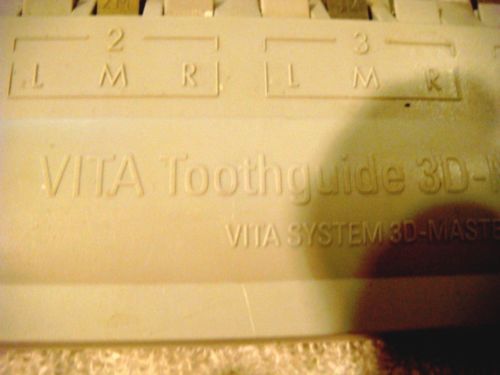 2 3
L M R L M R
VITA Toothguide 3D-
VITA SYSTEM 3D-MASTE